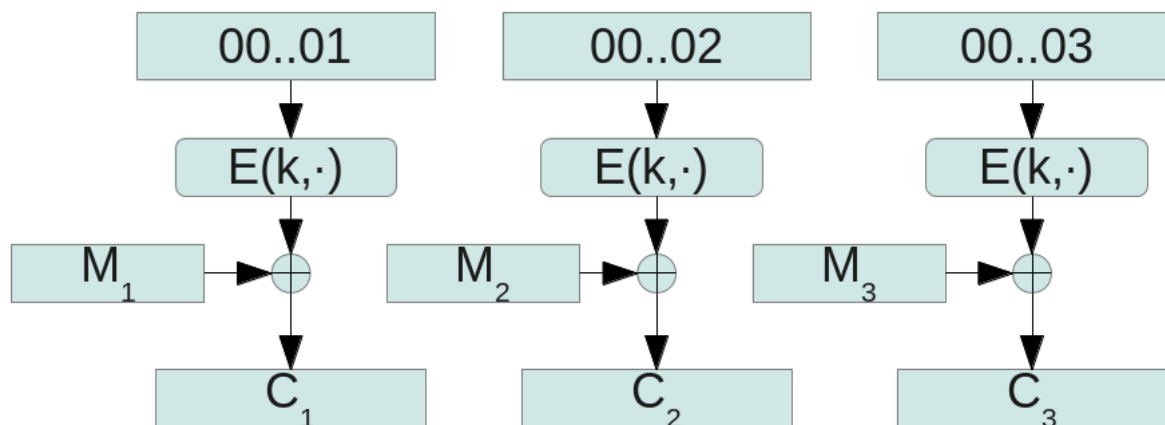 00..01 00..02 00..03
E(k,·) E(k,·) E(k,·)
M₁ M₂ M₃
C₁ C₂ C₃